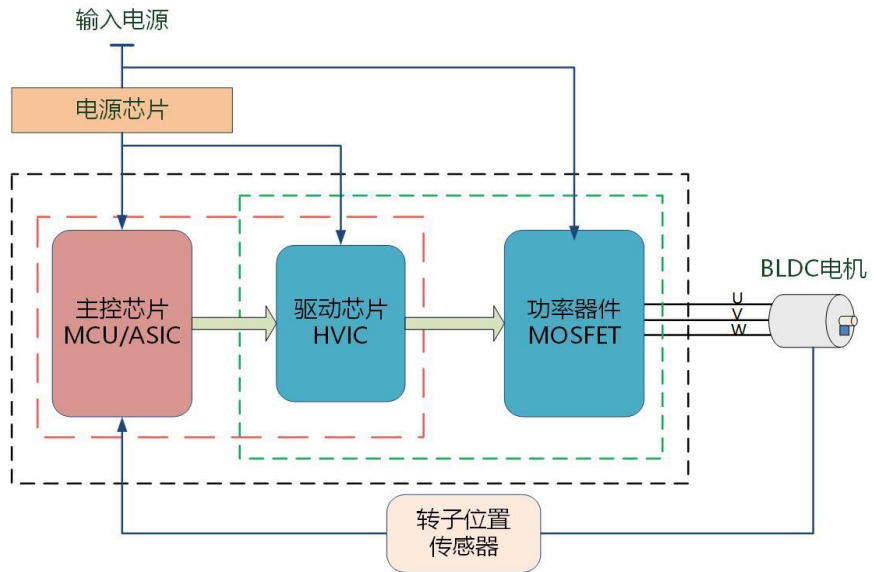 输入电源
电源芯片
主控芯片
MCU/ASIC
驱动芯片
HVIC
功率器件
MOSFET
BLDC电机
U
V
W
转子位置
传感器